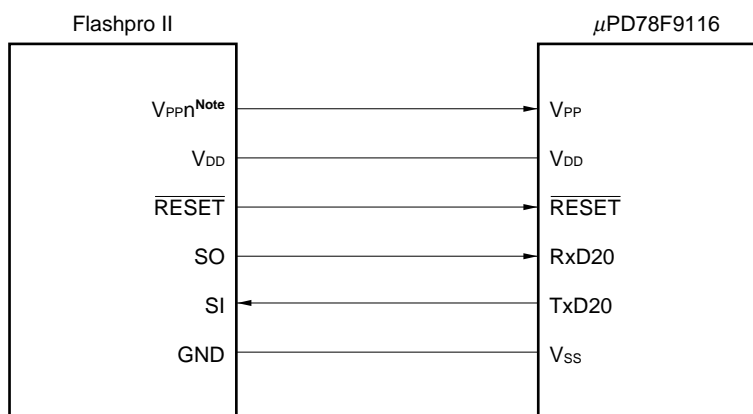 Flashpro II μPD78F9116
VPPnNote VPP
VDD VDD
RESET RESET
SO RxD20
SI TxD20
GND VSS